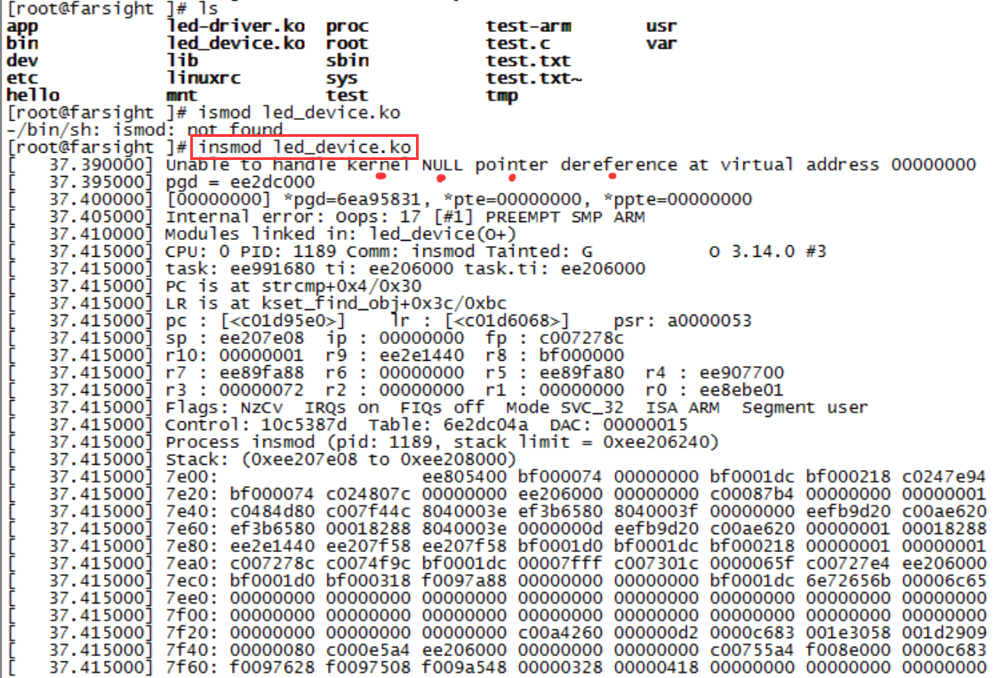 [root@farsight ]# ls
app led-driver.ko proc test-arm usr
bin led_device.ko root test.c var
dev lib sbin test.txt
etc linuxrc sys test.txt~
hello mnt test tmp
[root@farsight ]# ismod led_device.ko
-/bin/sh: ismod: not found
[root@farsight ]# insmod led_device.ko
[ 37.390000] Unable to handle kernel NULL pointer dereference at virtual address 00000000
[ 37.395000] pgd = ee2dc000
[ 37.400000] [00000000] *pgd=6ea95831, *pte=00000000, *ppte=00000000
[ 37.405000] Internal error: Oops: 17 [#1] PREEMPT SMP ARM
[ 37.410000] Modules linked in: led_device(O+)
[ 37.415000] CPU: 0 PID: 1189 Comm: insmod Tainted: G O 3.14.0 #3
[ 37.415000] task: ee991680 ti: ee206000 task.ti: ee206000
[ 37.415000] PC is at strcmp+0x4/0x30
[ 37.415000] LR is at kset_find_obj+0x3c/0xbc
[ 37.415000] pc : [<c01d95e0>] lr : [<c01d6068>] psr: a0000053
[ 37.415000] sp : ee207e08 ip : 00000000 fp : c007278c
[ 37.415000] r10: 00000001 r9 : ee2e1440 r8 : bf000000
[ 37.415000] r7 : ee89fa88 r6 : 00000000 r5 : ee89fa80 r4 : ee907700
[ 37.415000] r3 : 00000072 r2 : 00000000 r1 : 00000000 r0 : ee8ebe01
[ 37.415000] Flags: NzCv IRQs on FIQs off Mode SVC_32 ISA ARM Segment user
[ 37.415000] Control: 10c5387d Table: 6e2dc04a DAC: 00000015
[ 37.415000] Process insmod (pid: 1189, stack limit = 0xee206240)
[ 37.415000] Stack: (0xee207e08 to 0xee208000)
[ 37.415000] 7e00: ee805400 bf000074 00000000 bf0001dc bf000218 c0247e94
[ 37.415000] 7e20: bf000074 c024807c 00000000 ee206000 00000000 c00087b4 00000000 00000001
[ 37.415000] 7e40: c0484d80 c007f44c 8040003e ef3b6580 8040003f 00000000 eefb9d20 c00ae620
[ 37.415000] 7e60: ef3b6580 00018288 8040003e 0000000d eefb9d20 c00ae620 00000001 00018288
[ 37.415000] 7e80: ee2e1440 ee207f58 ee207f58 bf0001d0 bf0001dc bf000218 00000001 00000001
[ 37.415000] 7ea0: c007278c c0074f9c bf0001dc 00007fff c007301c 0000065f c00727e4 ee206000
[ 37.415000] 7ec0: bf0001d0 bf000318 f0097a88 00000000 00000000 bf0001dc 6e72656b 00006c65
[ 37.415000] 7ee0: 00000000 00000000 00000000 00000000 00000000 00000000 00000000 00000000
[ 37.415000] 7f00: 00000000 00000000 00000000 00000000 00000000 00000000 00000000 00000000
[ 37.415000] 7f20: 00000000 00000000 00000000 c00a4260 000000d2 0000c683 001e3058 001d2909
[ 37.415000] 7f40: 00000080 c000e5a4 ee206000 00000000 00000000 c00755a4 f008e000 0000c683
[ 37.415000] 7f60: f0097628 f0097508 f009a548 00000328 00000418 00000000 00000000 00000000